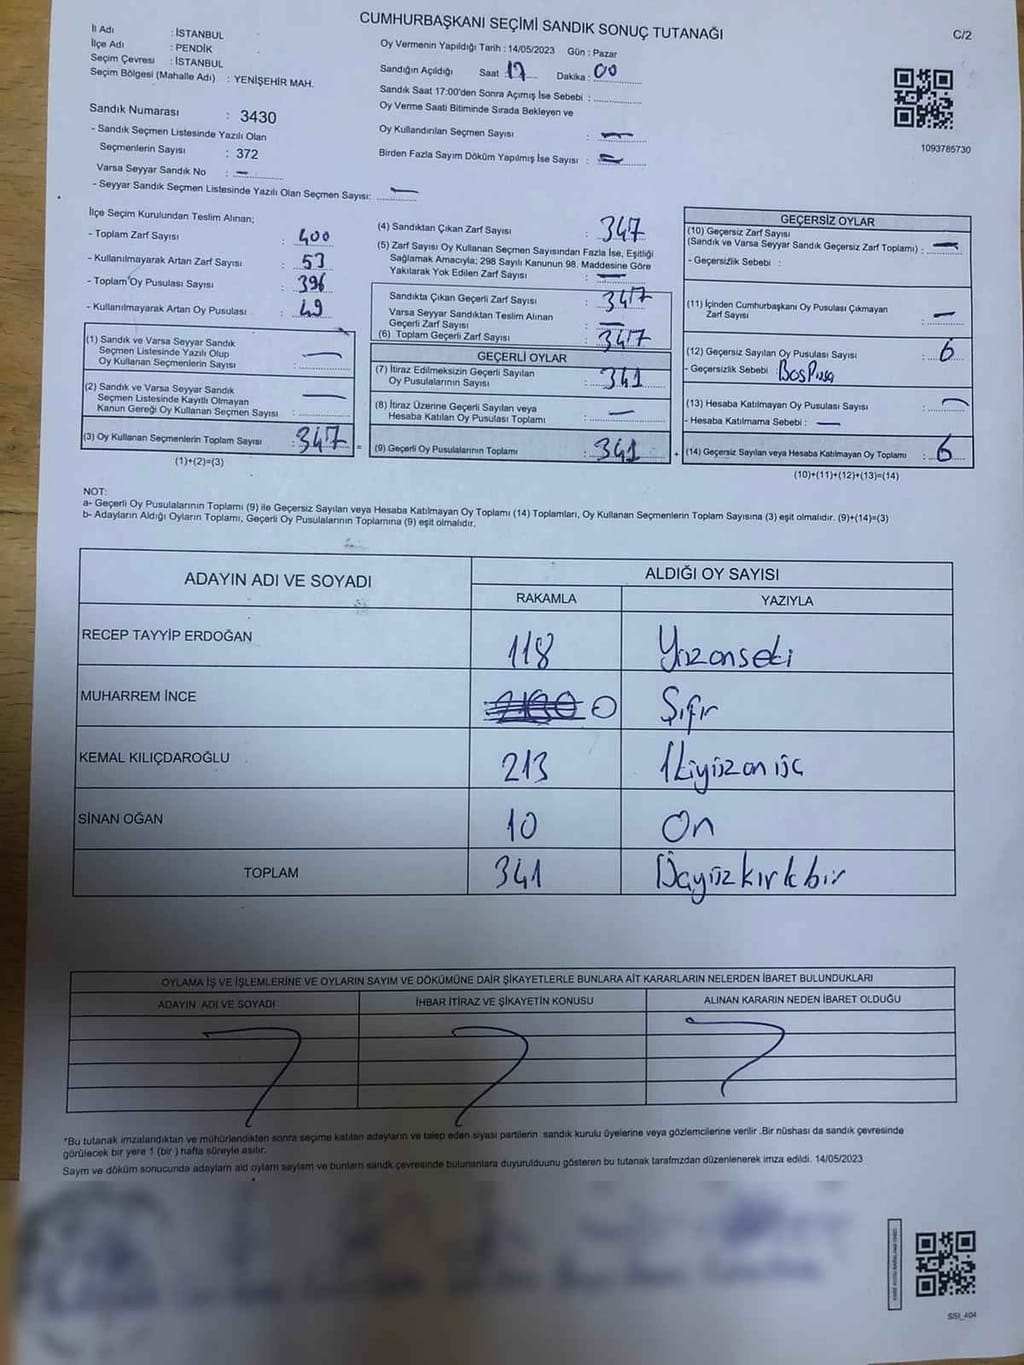 CUMHURBAŞKANI SEÇİMİ SANDIK SONUÇ TUTANAĞI
C/2
İl Adı : İSTANBUL
İlçe Adı : PENDİK
Seçim Çevresi : İSTANBUL
Seçim Bölgesi (Mahalle Adı) : YENİŞEHİR MAH.
Sandık Numarası : 3430
- Sandık Seçmen Listesinde Yazılı Olan
Seçmenlerin Sayısı : 372
Varsa Seyyar Sandık No : -
- Seyyar Sandık Seçmen Listesinde Yazılı Olan Seçmen Sayısı: -
Oy Vermenin Yapıldığı Tarih : 14/05/2023 Gün : Pazar
Sandığın Açıldığı Saat : 17 Dakika : 00
Sandık Saat 17:00'den Sonra Açımış İse Sebebi :
Oy Verme Saati Bitiminde Sırada Bekleyen ve
Oy Kullandırılan Seçmen Sayısı : -
Birden Fazla Sayım Döküm Yapılmış İse Sayısı : -
1093785730
İlçe Seçim Kurulundan Teslim Alınan;
- Toplam Zarf Sayısı : 400
- Kullanılmayarak Artan Zarf Sayısı : 53
- Toplam Oy Pusulası Sayısı : 396
- Kullanılmayarak Artan Oy Pusulası : 49
(1) Sandık ve Varsa Seyyar Sandık
Seçmen Listesinde Yazılı Olup
Oy Kullanan Seçmenlerin Sayısı : -
(2) Sandık ve Varsa Seyyar Sandık
Seçmen Listesinde Kayıtlı Olmayan
Kanun Gereği Oy Kullanan Seçmen Sayısı : -
(3) Oy Kullanan Seçmenlerin Toplam Sayısı : 347
(1)+(2)=(3)
(4) Sandıktan Çıkan Zarf Sayısı : 347
(5) Zarf Sayısı Oy Kullanan Seçmen Sayısından Fazla İse, Eşitliği
Sağlamak Amacıyla; 298 Sayılı Kanunun 98. Maddesine Göre
Yakılarak Yok Edilen Zarf Sayısı : -
Sandıkta Çıkan Geçerli Zarf Sayısı : 347
Varsa Seyyar Sandıktan Teslim Alınan
Geçerli Zarf Sayısı : -
(6) Toplam Geçerli Zarf Sayısı : 347
GEÇERLİ OYLAR
(7) İtiraz Edilmeksizin Geçerli Sayılan
Oy Pusulalarının Sayısı : 341
(8) İtiraz Üzerine Geçerli Sayılan veya
Hesaba Katılan Oy Pusulası Toplamı : -
= (9) Geçerli Oy Pusulalarının Toplamı : 341
GEÇERSİZ OYLAR
(10) Geçersiz Zarf Sayısı
(Sandık ve Varsa Seyyar Sandık Geçersiz Zarf Toplamı) : -
- Geçersizlik Sebebi :
(11) İçinden Cumhurbaşkanı Oy Pusulası Çıkmayan
Zarf Sayısı : -
(12) Geçersiz Sayılan Oy Pusulası Sayısı : 6
- Geçersizlik Sebebi :
(13) Hesaba Katılmayan Oy Pusulası Sayısı : -
- Hesaba Katılmama Sebebi : -
+ (14) Geçersiz Sayılan veya Hesaba Katılmayan Oy Toplamı : 6
(10)+(11)+(12)+(13)=(14)
NOT:
a- Geçerli Oy Pusulalarının Toplamı (9) ile Geçersiz Sayılan veya Hesaba Katılmayan Oy Toplamı (14) Toplamları, Oy Kullanan Seçmenlerin Toplam Sayısına (3) eşit olmalıdır. (9)+(14)=(3)
b- Adayların Aldığı Oyların Toplamı, Geçerli Oy Pusulalarının Toplamına (9) eşit olmalıdır.
ADAYIN ADI VE SOYADI ALDIĞI OY SAYISI
RAKAMLA YAZIYLA
RECEP TAYYİP ERDOĞAN 118 Yüzonseki
MUHARREM İNCE 0 Sıfır
KEMAL KILIÇDAROĞLU 213 İkiyüzonüç
SİNAN OĞAN 10 On
TOPLAM 341 Üçyüzkırkbir
OYLAMA İŞ VE İŞLEMLERİNE VE OYLARIN SAYIM VE DÖKÜMÜNE DAİR ŞİKAYETLERLE BUNLARA AİT KARARLARIN NELERDEN İBARET BULUNDUKLARI
ADAYIN ADI VE SOYADI İHBAR İTİRAZ VE ŞİKAYETİN KONUSU ALINAN KARARIN NEDEN İBARET OLDUĞU
*Bu tutanak imzalandıktan ve mühürlendikten sonra seçime katılan adayların ve talep eden siyasi partilerin sandık kurulu üyelerine veya gözlemcilerine verilir .Bir nüshası da sandık çevresinde
görülecek bir yere 1 (bir ) hafta süreyle asılır.
Sayım ve döküm sonucunda adayların ald oyların saylam ve bunların sandk çevresinde bulunanlara duyurulduunu gösteren bu tutanak tarafmzdan düzenlenerek imza edildi. 14/05/2023
SSI_404